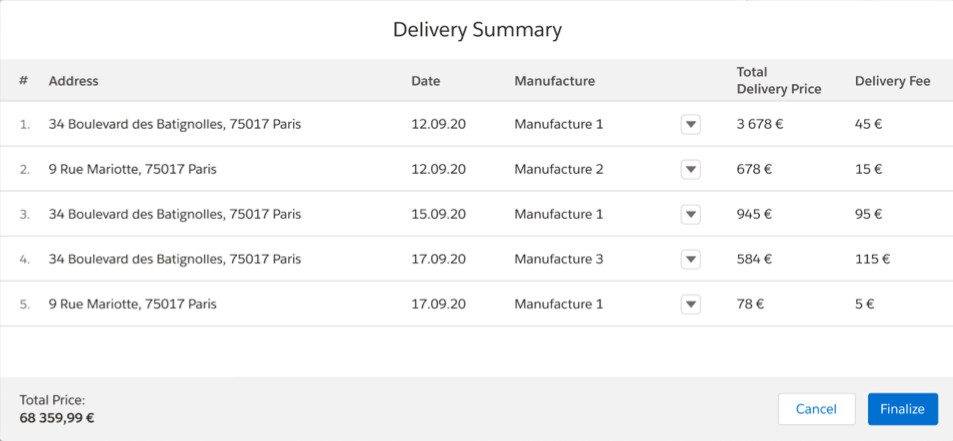 Delivery Summary
# Address Date Manufacture Total Delivery Price Delivery Fee
1. 34 Boulevard des Batignolles, 75017 Paris 12.09.20 Manufacture 1 3 678 € 45 €
2. 9 Rue Mariotte, 75017 Paris 12.09.20 Manufacture 2 678 € 15 €
3. 34 Boulevard des Batignolles, 75017 Paris 15.09.20 Manufacture 1 945 € 95 €
4. 34 Boulevard des Batignolles, 75017 Paris 17.09.20 Manufacture 3 584 € 115 €
5. 9 Rue Mariotte, 75017 Paris 17.09.20 Manufacture 1 78 € 5 €
Total Price:
68 359,99 €
Cancel Finalize